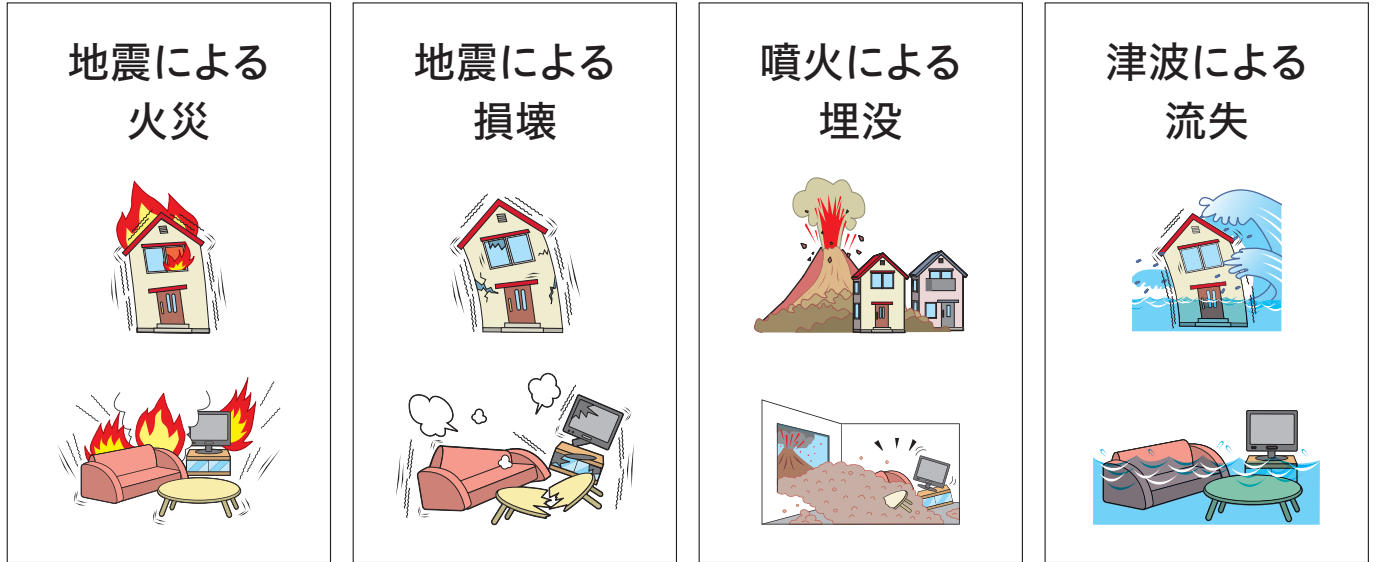 地震による
火災
地震による
損壊
噴火による
埋没
津波による
流失